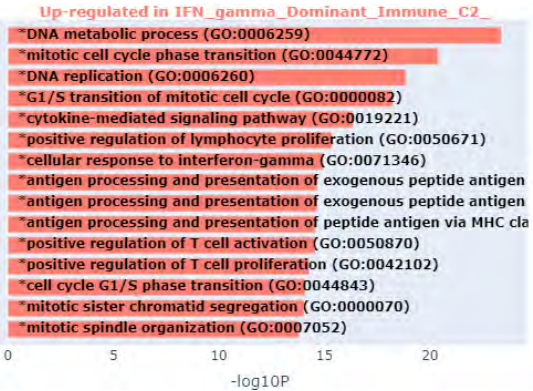 Up-regulated in IFN_gamma_Dominant_Immune_C2_
*DNA metabolic process (GO:0006259)
*mitotic cell cycle phase transition (GO:0044772)
*DNA replication (GO:0006260)
*G1/S transition of mitotic cell cycle (GO:0000082)
*cytokine-mediated signaling pathway (GO:0019221)
*positive regulation of lymphocyte proliferation (GO:0050671)
*cellular response to interferon-gamma (GO:0071346)
*antigen processing and presentation of exogenous peptide antigen
*antigen processing and presentation of exogenous peptide antigen
*antigen processing and presentation of peptide antigen via MHC cla
*positive regulation of T cell activation (GO:0050870)
*positive regulation of T cell proliferation (GO:0042102)
*cell cycle G1/S phase transition (GO:0044843)
*mitotic sister chromatid segregation (GO:0000070)
*mitotic spindle organization (GO:0007052)
0 5 10 15 20
-log10P